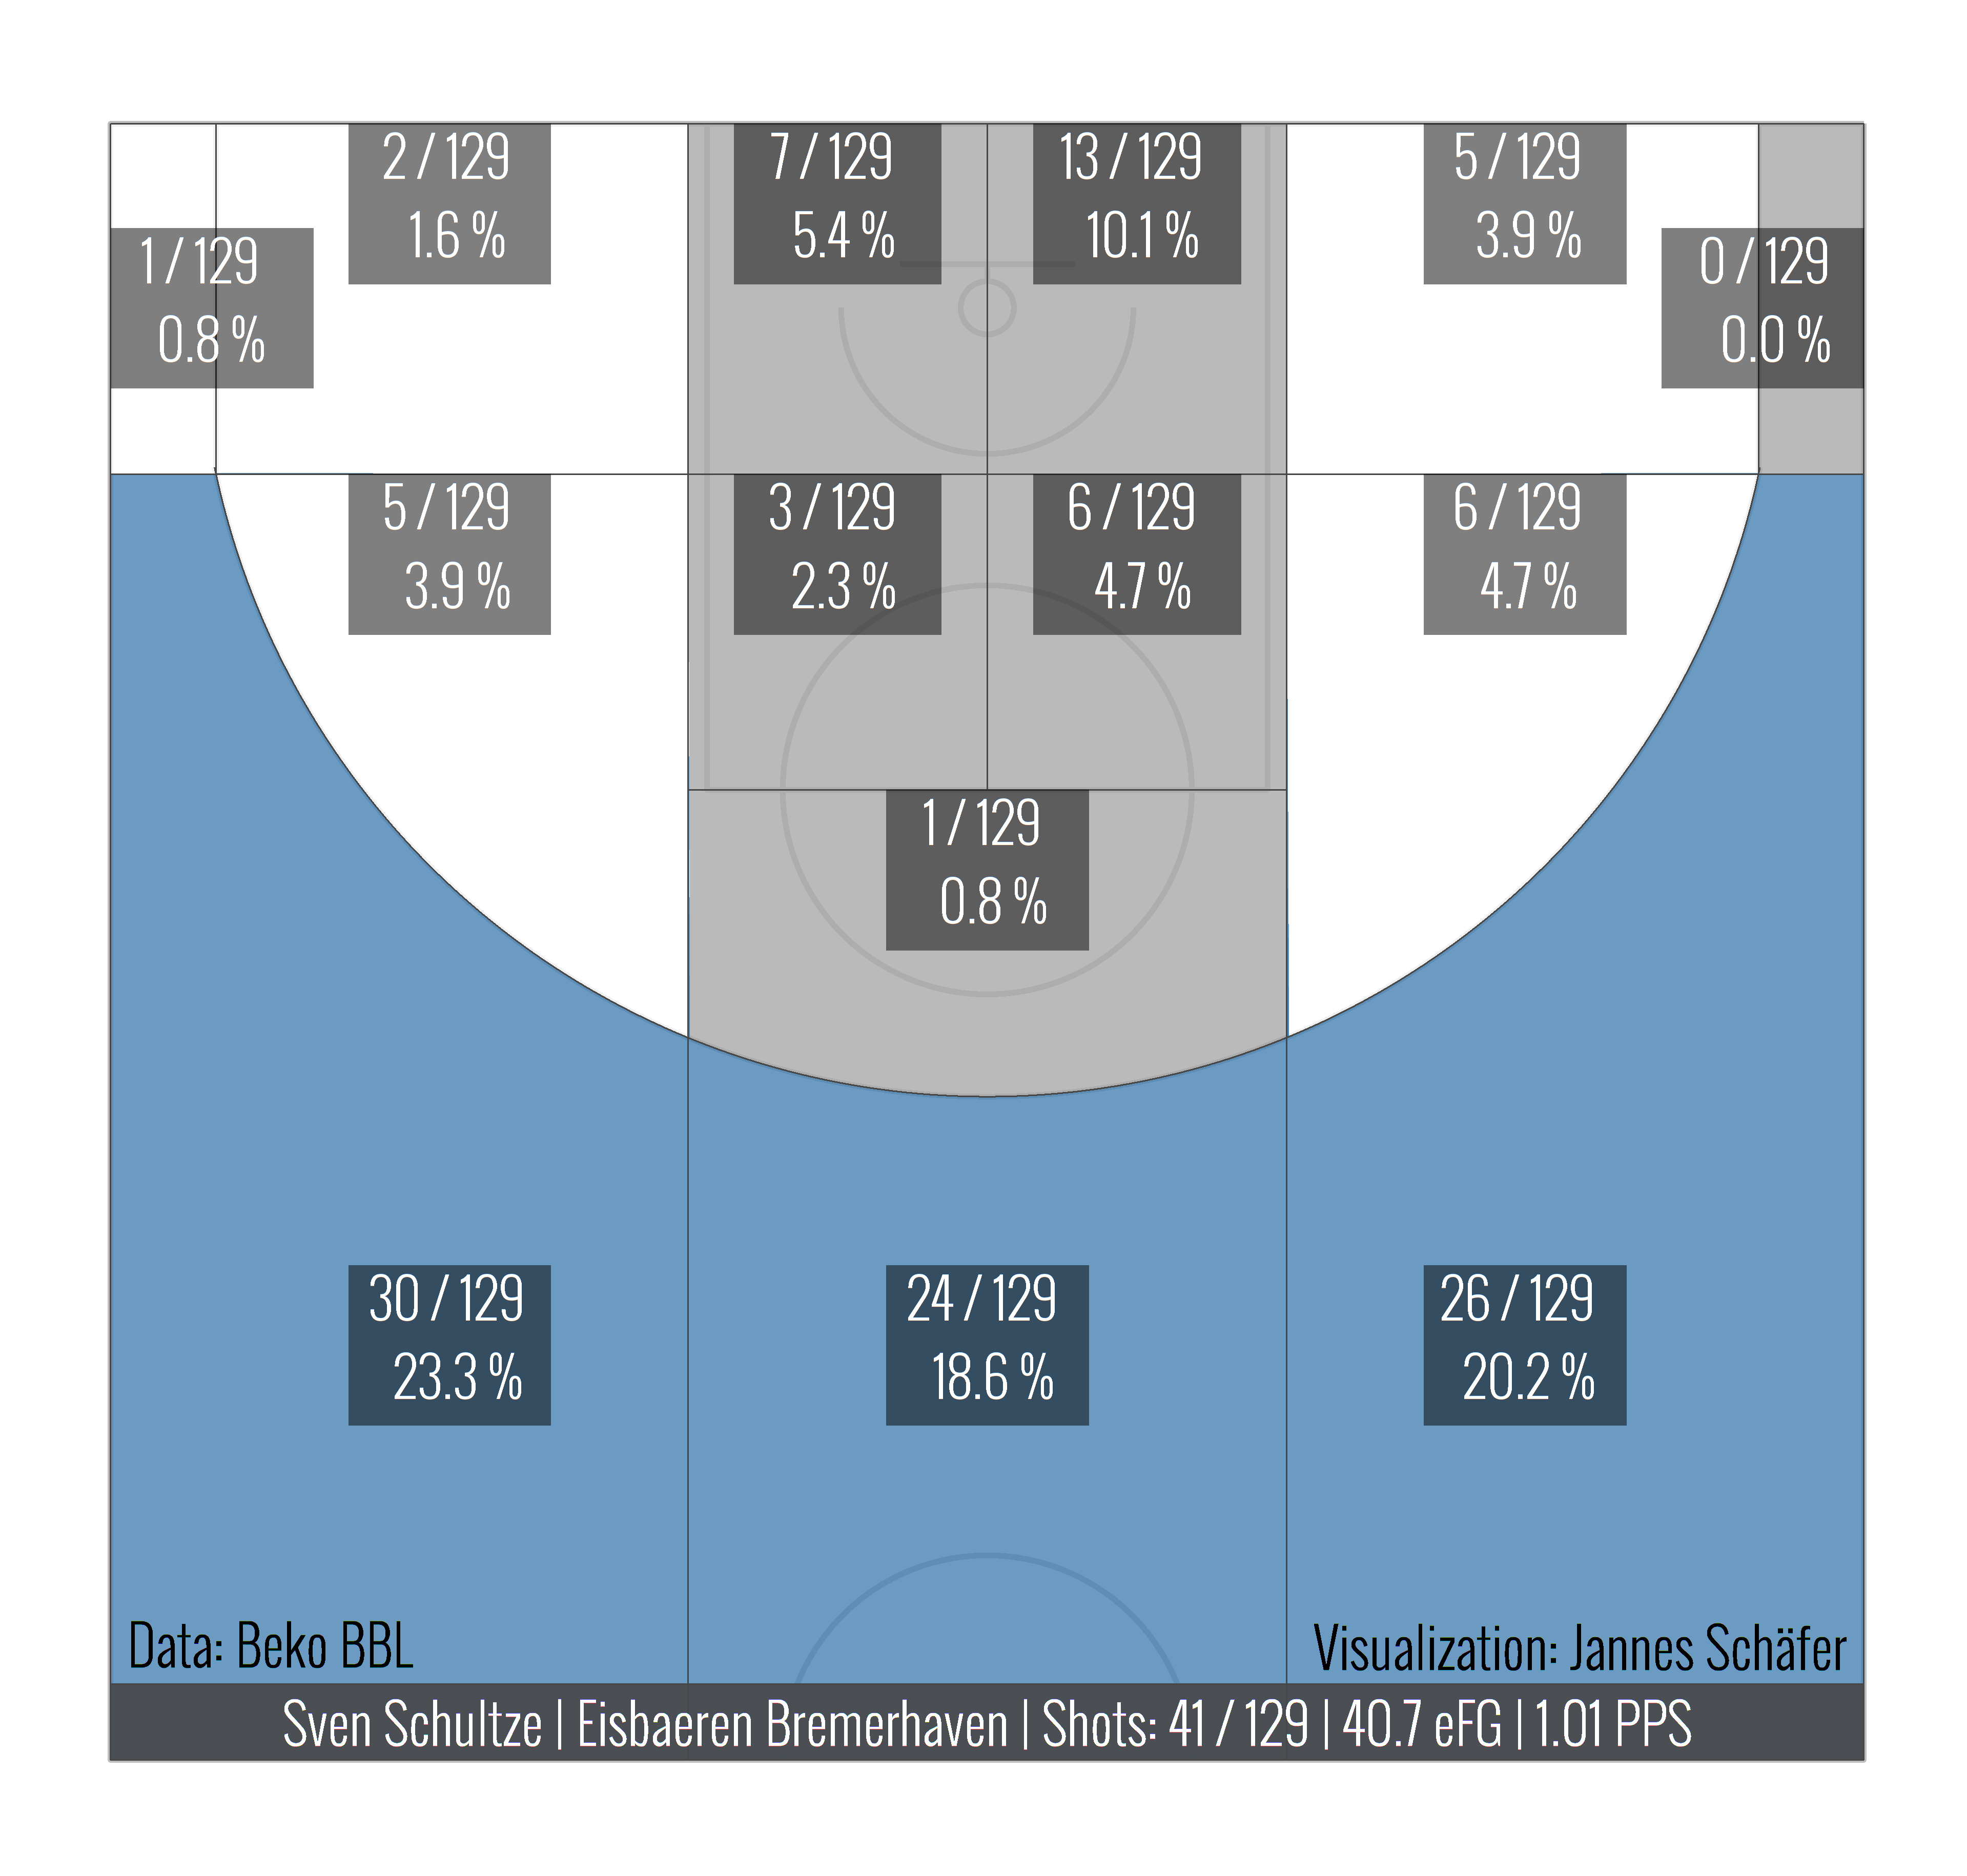 2 / 129
1.6 %
7 / 129
5.4 %
13 / 129
10.1 %
5 / 129
3.9 %
1 / 129
0.8 %
0 / 129
0.0 %
5 / 129
3.9 %
3 / 129
2.3 %
6 / 129
4.7 %
6 / 129
4.7 %
1 / 129
0.8 %
30 / 129
23.3 %
24 / 129
18.6 %
26 / 129
20.2 %
Data: Beko BBL
Visualization: Jannes Schäfer
Sven Schultze | Eisbaeren Bremerhaven | Shots: 41 / 129 | 40.7 eFG | 1.01 PPS